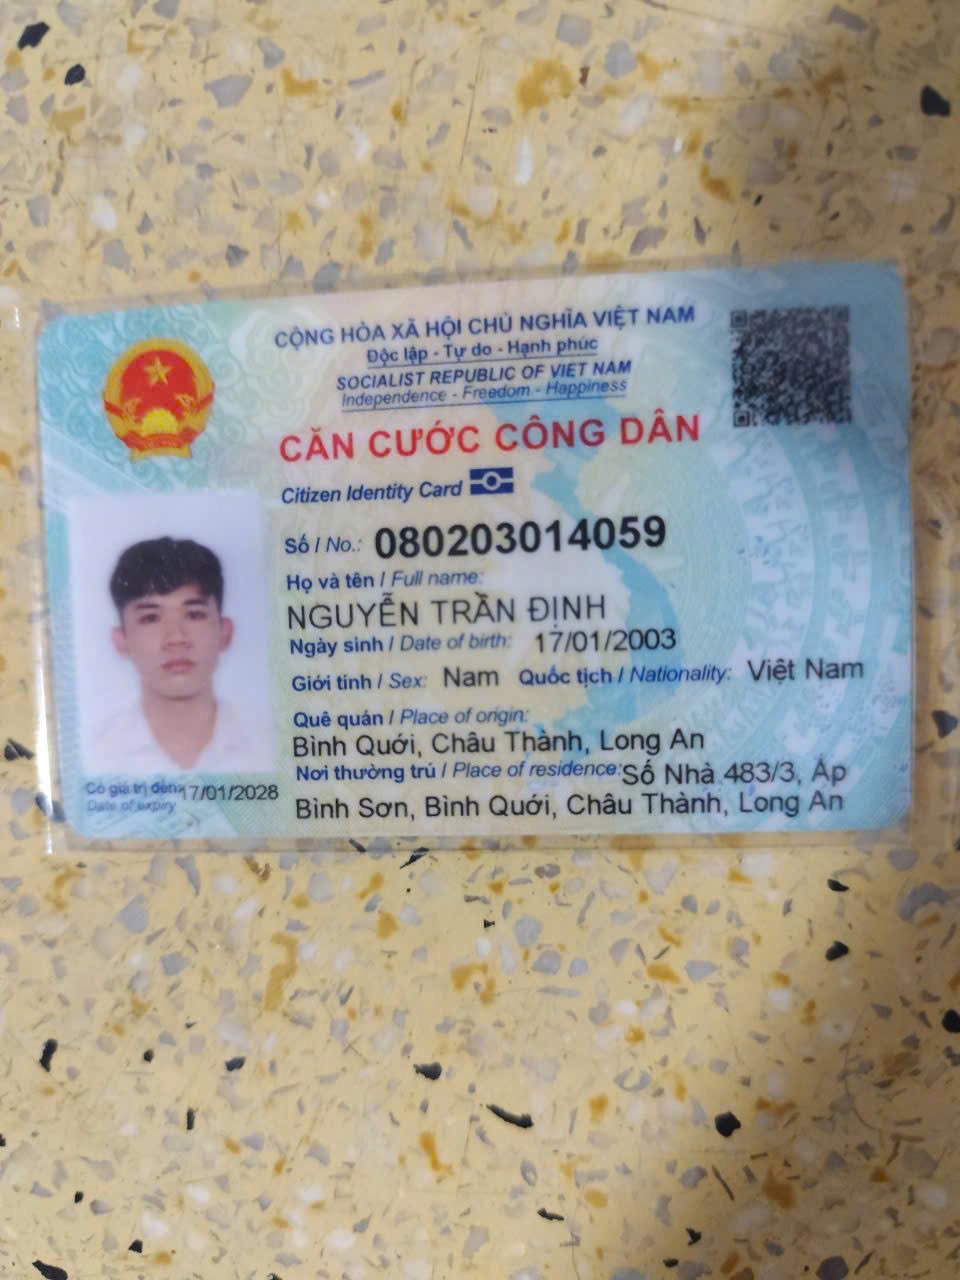 CỘNG HÒA XÃ HỘI CHỦ NGHĨA VIỆT NAM
Độc lập - Tự do - Hạnh phúc
SOCIALIST REPUBLIC OF VIET NAM
Independence - Freedom - Happiness
CĂN CƯỚC CÔNG DÂN
Citizen Identity Card
Số / No.: 080203014059
Họ và tên / Full name:
NGUYỄN TRẦN ĐỊNH
Ngày sinh / Date of birth: 17/01/2003
Giới tính / Sex: Nam Quốc tịch / Nationality: Việt Nam
Quê quán / Place of origin:
Bình Quới, Châu Thành, Long An
Nơi thường trú / Place of residence: Số Nhà 483/3, Ấp
Bình Sơn, Bình Quới, Châu Thành, Long An
Có giá trị đến: 17/01/2028
Date of expiry